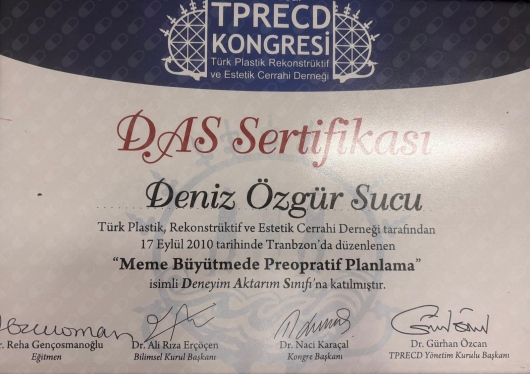 TPRECD
KONGRESİ
Türk Plastik Rekonstrüktif
ve Estetik Cerrahi Derneği
DAS Sertifikası
Deniz Özgür Sucu
Türk Plastik, Rekonstrüktif ve Estetik Cerrahi Derneği tarafından
17 Eylül 2010 tarihinde Tranbzon'da düzenlenen
“Meme Büyütmede Preopratif Planlama”
isimli Deneyim Aktarım Sınıfı'na katılmıştır.
r. Reha Gençosmanoğlu Dr. Ali Rıza Erçöçen Dr. Naci Karaçal Dr. Gürhan Özcan
Eğitmen Bilimsel Kurul Başkanı Kongre Başkanı TPRECD Yönetim Kurulu Başkanı